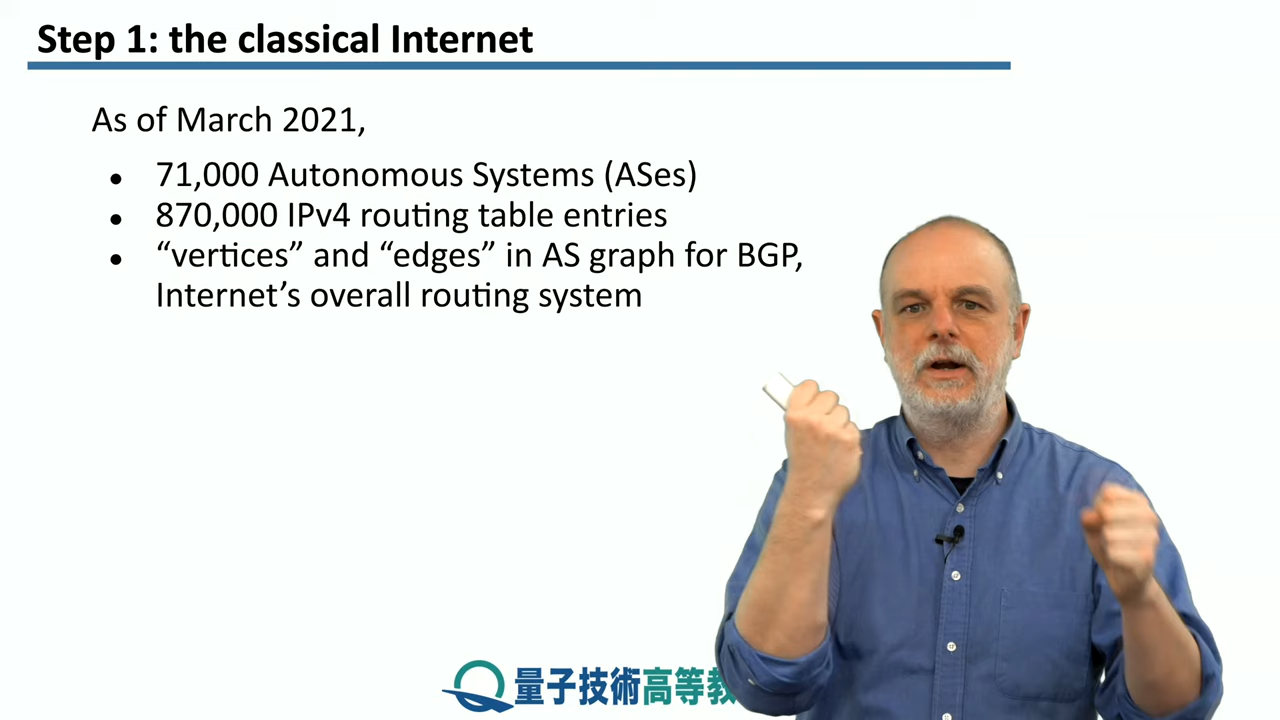 Step 1: the classical Internet
As of March 2021,
● 71,000 Autonomous Systems (ASes)
● 870,000 IPv4 routing table entries
● “vertices” and “edges” in AS graph for BGP,
Internet’s overall routing system
量子技術高等教